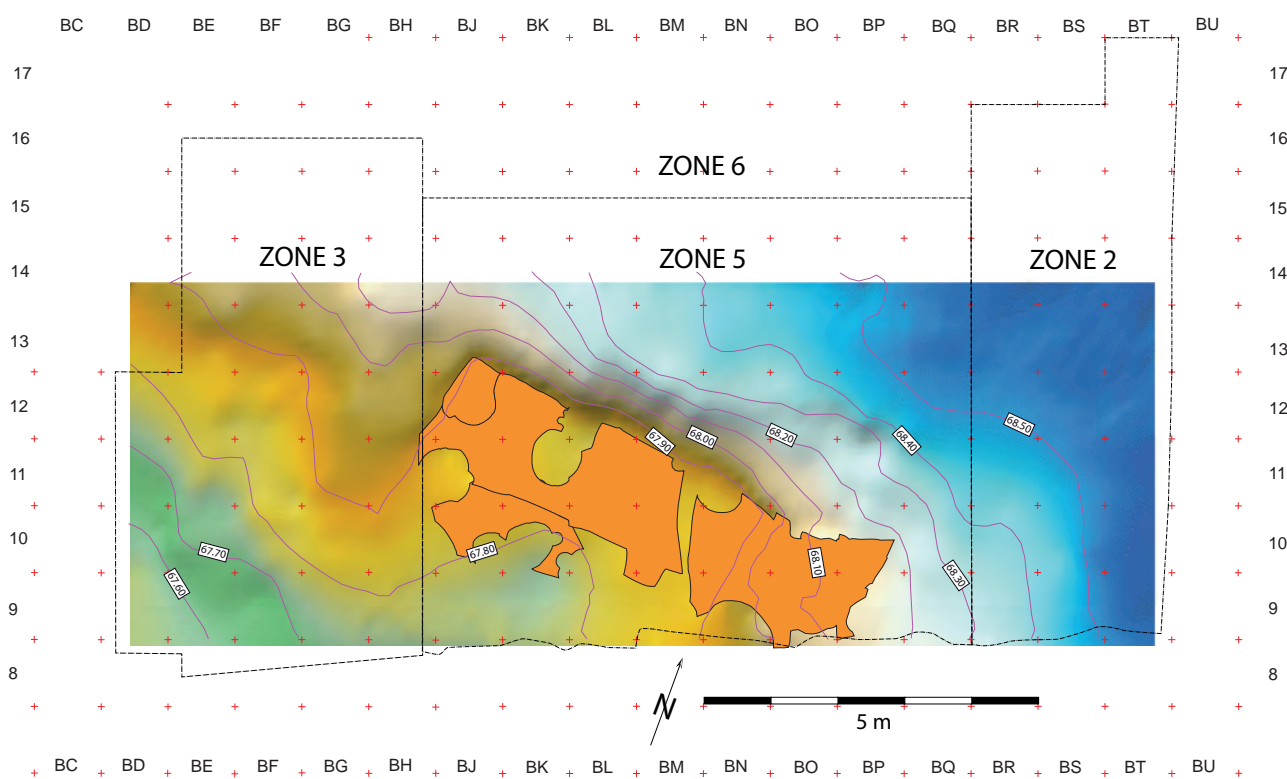 BC BD BE BF BG BH BJ BK BL BM BN BO BP BQ BR BS BT BU
17 17
16 16
ZONE 6
15 15
ZONE 3 ZONE 5 ZONE 2
14 14
13 13
12 12
67.90 68.00 68.20 68.40 68.50
11 11
10 10
67.70 67.80 68.10
67.60 68.30
9 9
8 8
N
5 m
BC BD BE BF BG BH BJ BK BL BM BN BO BP BQ BR BS BT BU